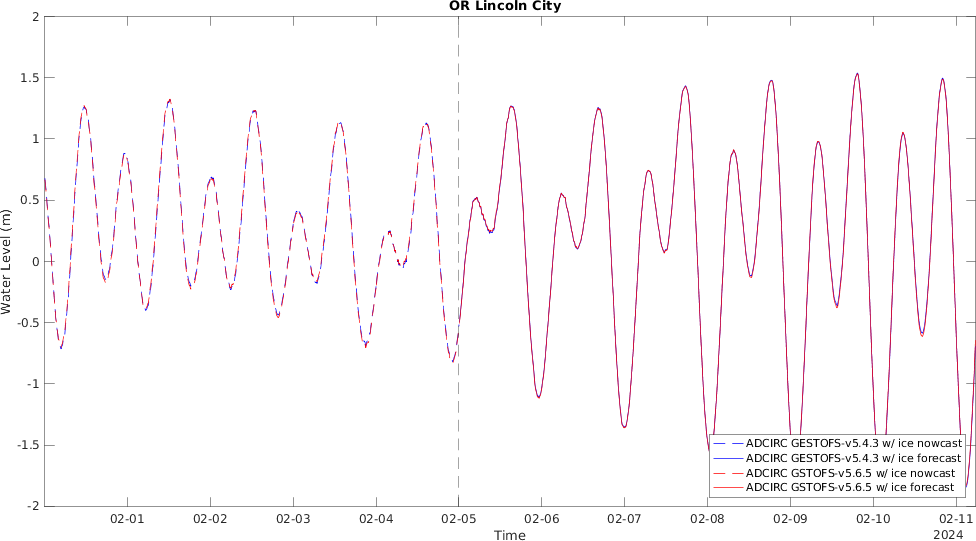 OR Lincoln City
2
1.5
1
0.5
0
-0.5
-1
-1.5
-2
Water Level (m)
ADCIRC GESTOFS-v5.4.3 w/ ice nowcast
ADCIRC GESTOFS-v5.4.3 w/ ice forecast
ADCIRC GSTOFS-v5.6.5 w/ ice nowcast
ADCIRC GSTOFS-v5.6.5 w/ ice forecast
02-01 02-02 02-03 02-04 02-05 02-06 02-07 02-08 02-09 02-10 02-11
Time
2024